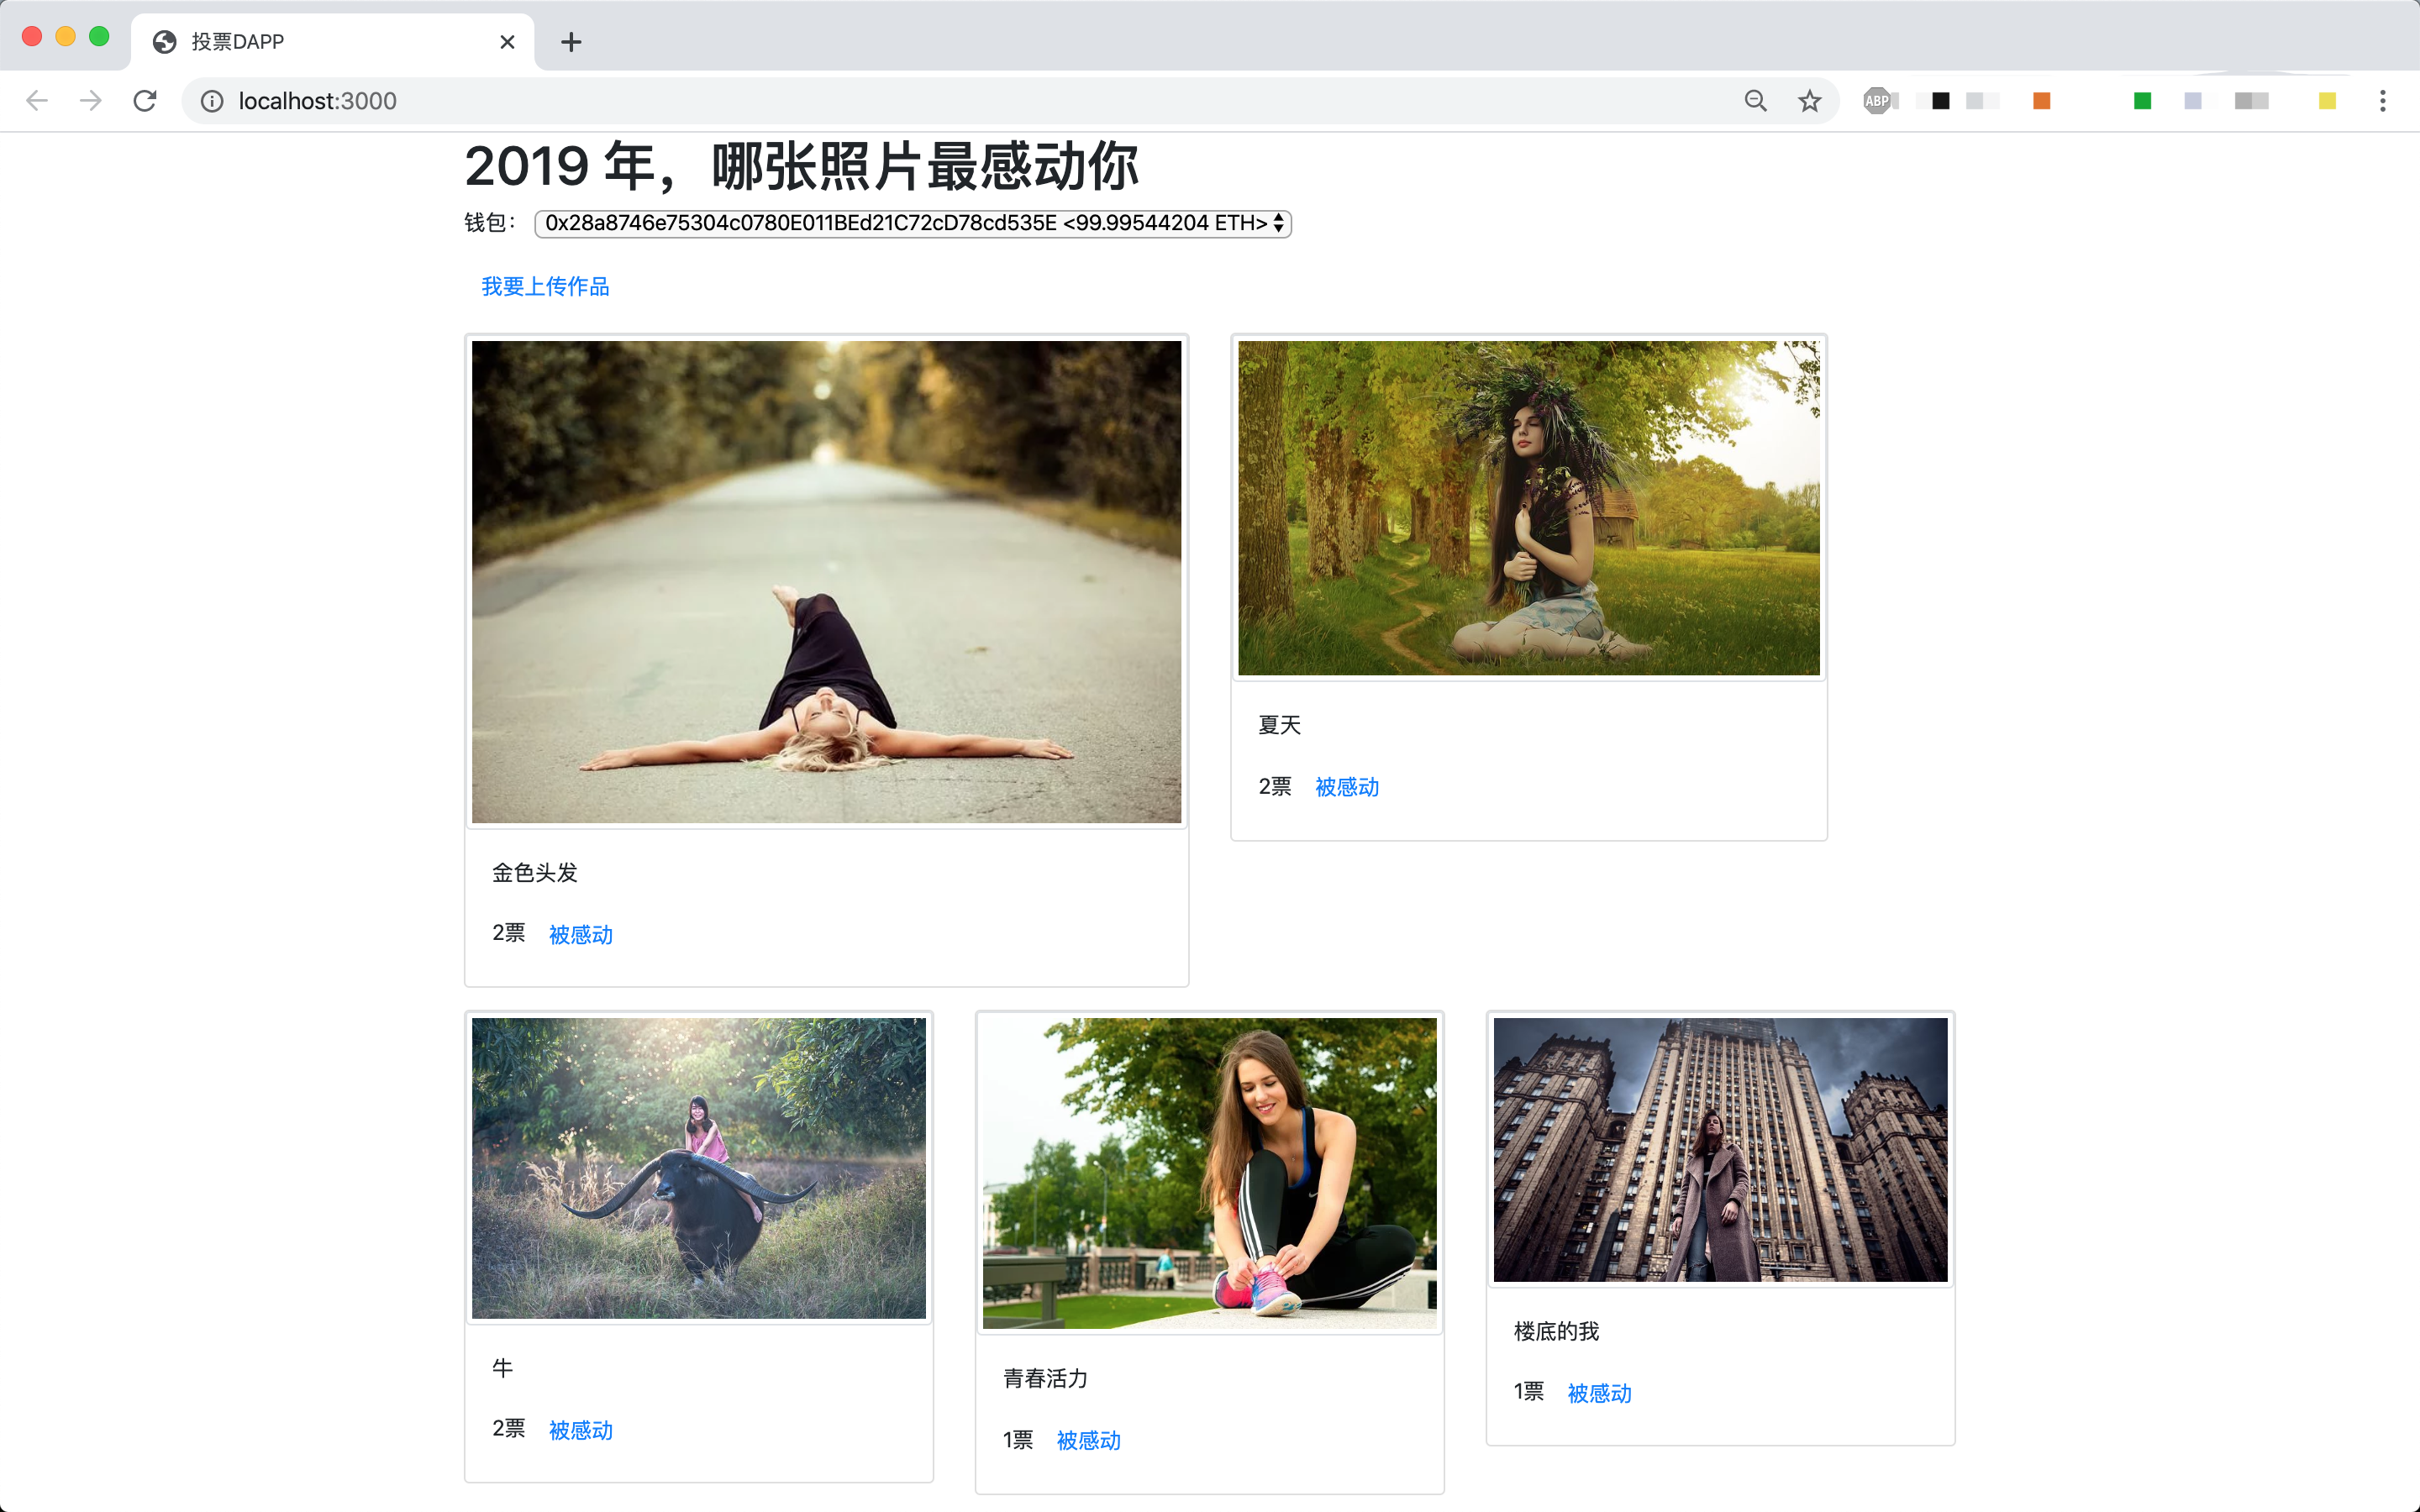 投票DAPP
localhost:3000
ABP
2019 年，哪张照片最感动你
钱包： 0x28a8746e75304c0780E011BEd21C72cD78cd535E <99.99544204 ETH>
我要上传作品
金色头发
2票 被感动
夏天
2票 被感动
牛
2票 被感动
青春活力
1票 被感动
楼底的我
1票 被感动